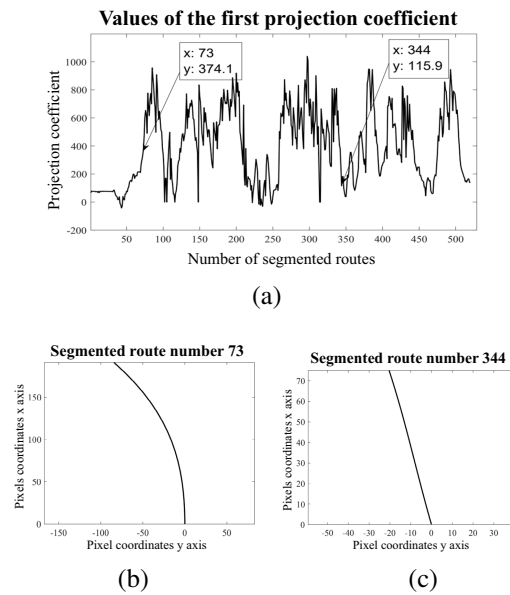 Values of the first projection coefficient
x: 73
y: 374.1
x: 344
y: 115.9
1000
800
600
400
200
0
-200
Projection coefficient
50 100 150 200 250 300 350 400 450 500
Number of segmented routes
(a)
Segmented route number 73
150
100
50
0
Pixels coordinates x axis
-150 -100 -50 0 50
Pixel coordinates y axis
(b)
Segmented route number 344
70
60
50
40
30
20
10
0
Pixels coordinates x axis
-50 -40 -30 -20 -10 0 10 20 30
Pixel coordinates y axis
(c)